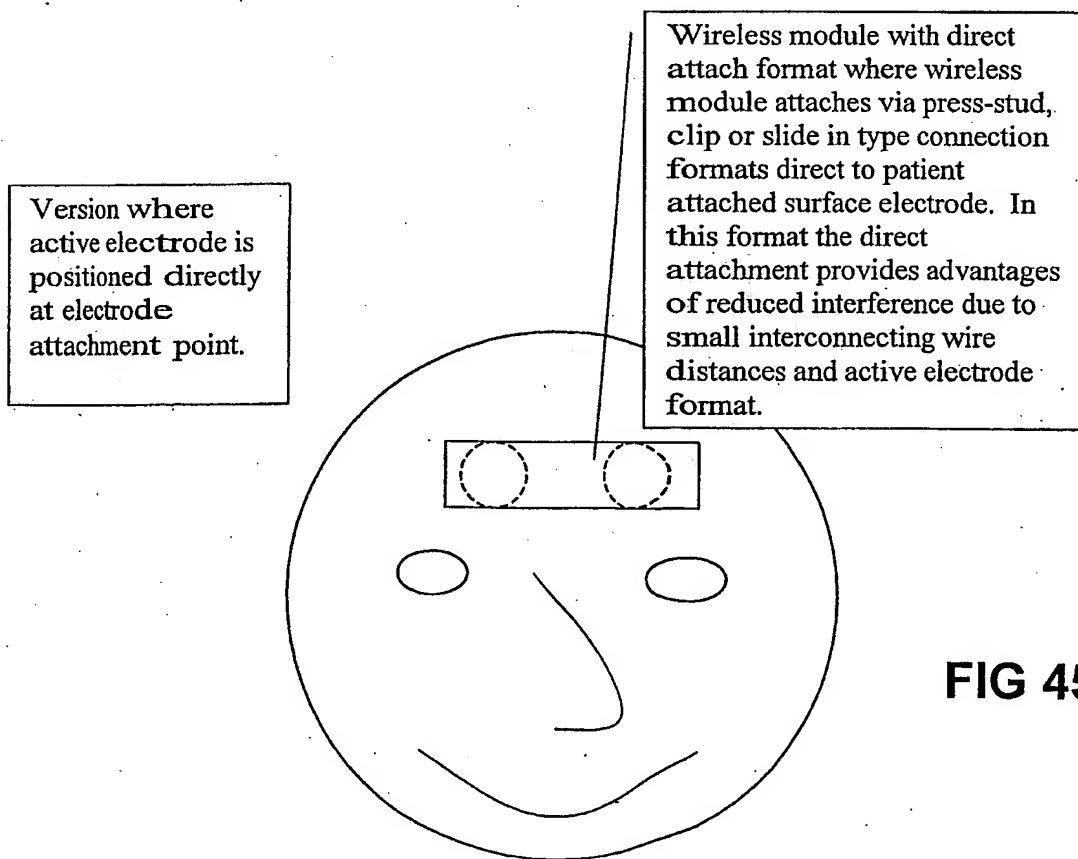 Wireless module with direct
attach format where wireless
module attaches via press-stud,
clip or slide in type connection
formats direct to patient
attached surface electrode. In
this format the direct
attachment provides advantages
of reduced interference due to
small interconnecting wire
distances and active electrode
format.
Version where
active electrode is
positioned directly
at electrode
attachment point.
FIG 45